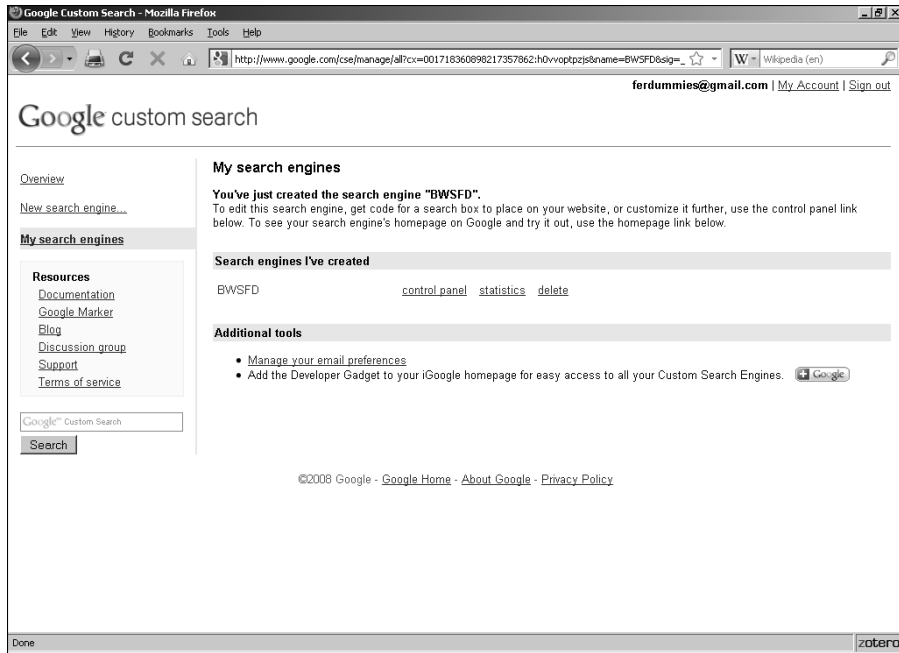 Google Custom Search - Mozilla Firefox
File Edit View History Bookmarks Tools Help
http://www.google.com/cse/manage/all?cx=001718360898217357862:h0vvoptpzjs&name=BWSFD&sig=_ W Wikipedia (en)
ferdummies@gmail.com | My Account | Sign out
Google custom search
Overview
New search engine...
My search engines
Resources
Documentation
Google Marker
Blog
Discussion group
Support
Terms of service
Google™ Custom Search
Search
My search engines
You've just created the search engine "BWSFD".
To edit this search engine, get code for a search box to place on your website, or customize it further, use the control panel link
below. To see your search engine's homepage on Google and try it out, use the homepage link below.
Search engines I've created
BWSFD control panel statistics delete
Additional tools
• Manage your email preferences
• Add the Developer Gadget to your iGoogle homepage for easy access to all your Custom Search Engines. Google
©2008 Google - Google Home - About Google - Privacy Policy
Done zotero